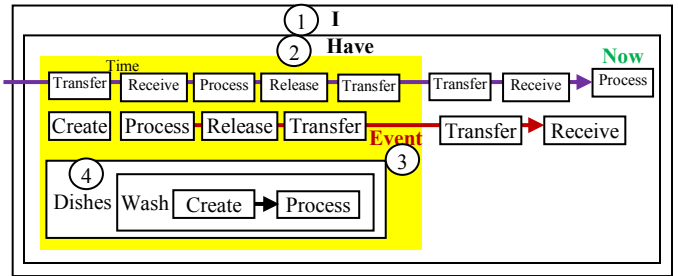 1 I
2 Have
Now
Time
Transfer Receive Process Release Transfer Transfer Receive Process
Create Process Release Transfer Event Transfer Receive
3
4
Dishes Wash Create Process